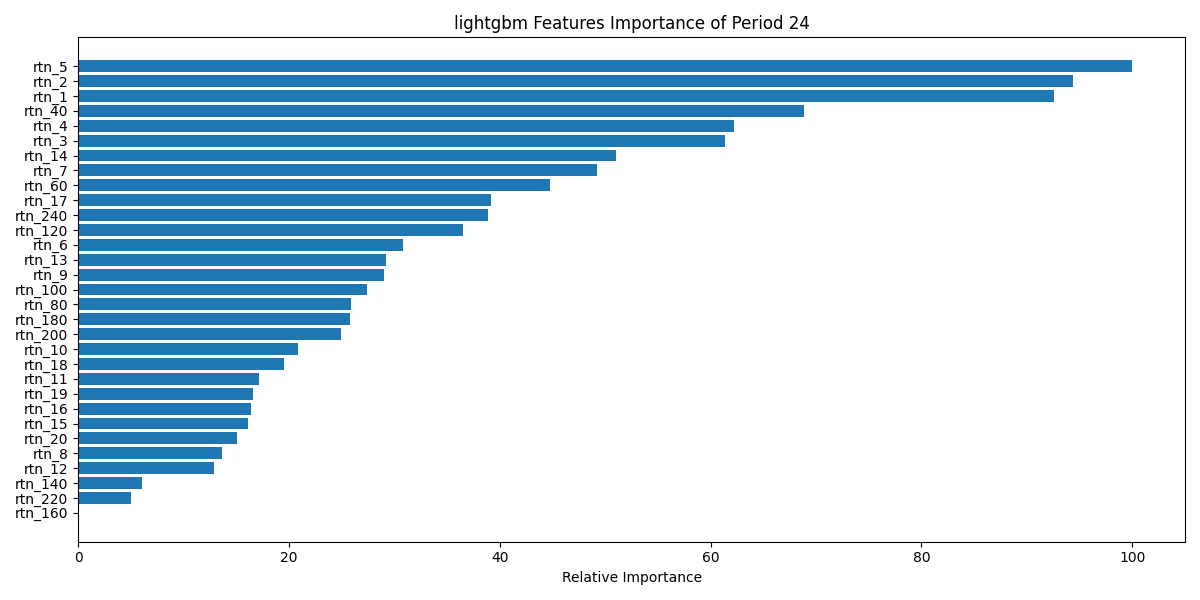 lightgbm Features Importance of Period 24
rtn_5
rtn_2
rtn_1
rtn_40
rtn_4
rtn_3
rtn_14
rtn_7
rtn_60
rtn_17
rtn_240
rtn_120
rtn_6
rtn_13
rtn_9
rtn_100
rtn_80
rtn_180
rtn_200
rtn_10
rtn_18
rtn_11
rtn_19
rtn_16
rtn_15
rtn_20
rtn_8
rtn_12
rtn_140
rtn_220
rtn_160
0 20 40 60 80 100
Relative Importance